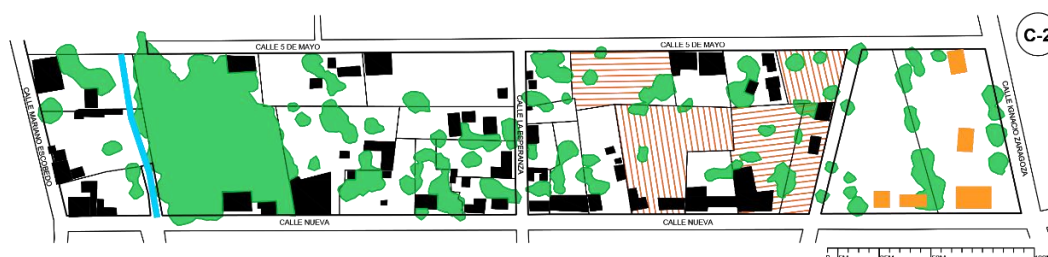 CALLE 5 DE MAYO
CALLE 5 DE MAYO
C-2
CALLE MARIANO ESCOBEDO
CALLE LA ESPERANZA
CALLE IGNACIO ZARAGOZA
CALLE NUEVA
CALLE NUEVA